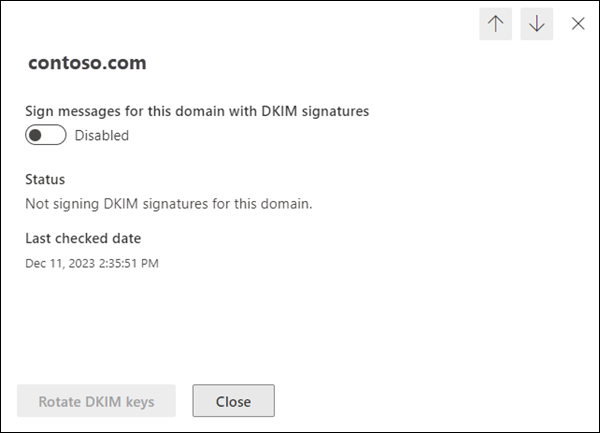 contoso.com
Sign messages for this domain with DKIM signatures
Disabled
Status
Not signing DKIM signatures for this domain.
Last checked date
Dec 11, 2023 2:35:51 PM
Rotate DKIM keys
Close